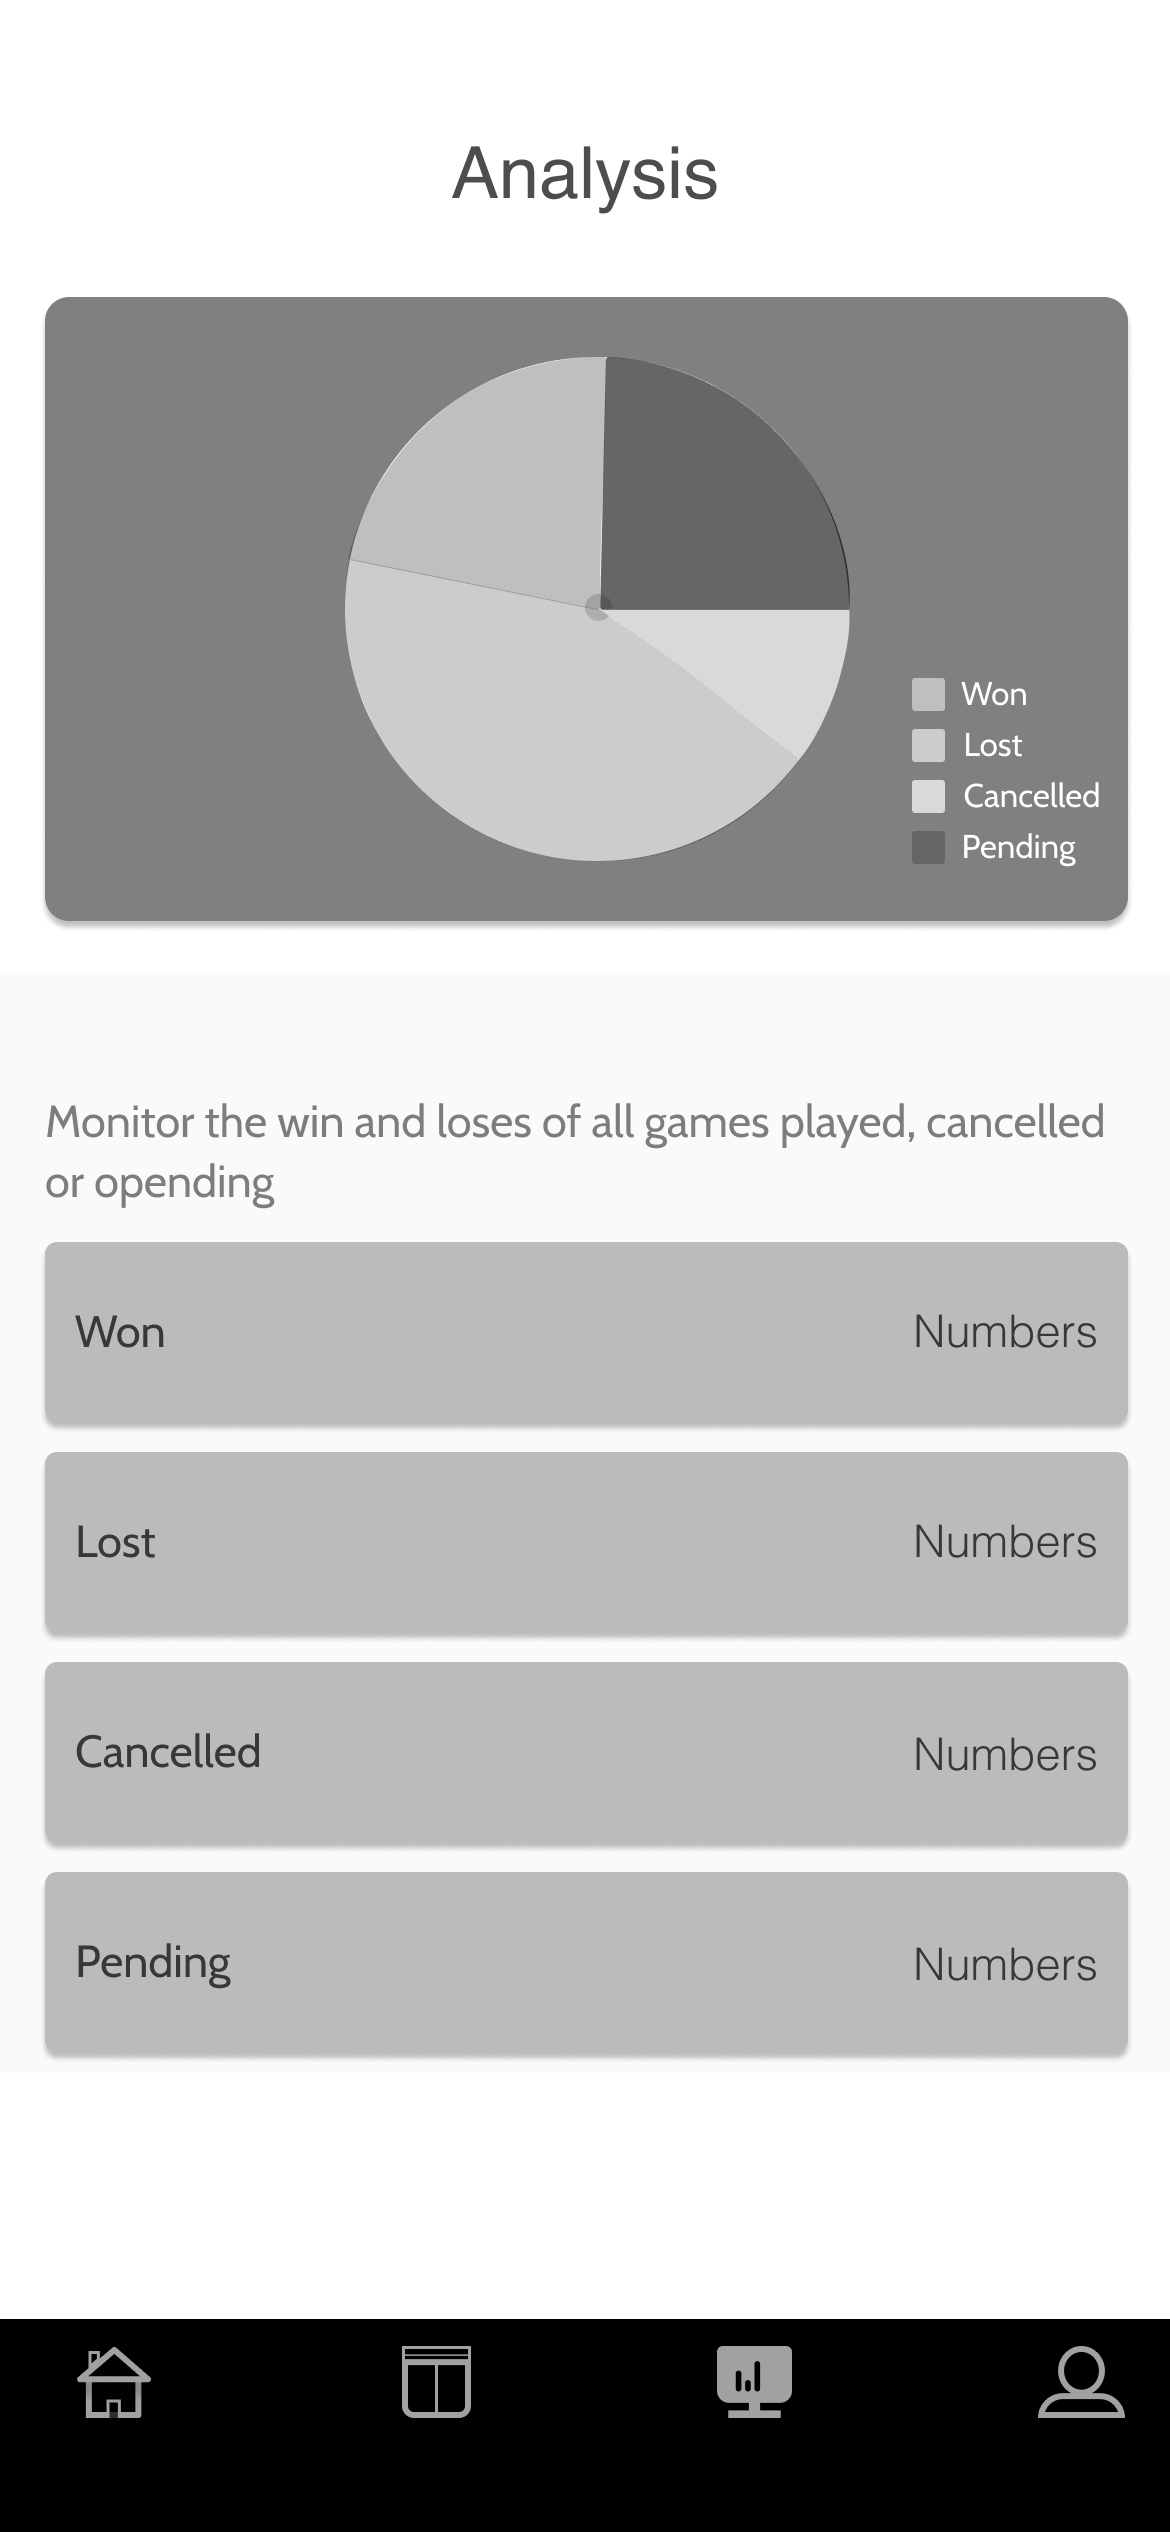 Analysis
Won
Lost
Cancelled
Pending
Monitor the win and loses of all games played, cancelled
or opending
Won Numbers
Lost Numbers
Cancelled Numbers
Pending Numbers